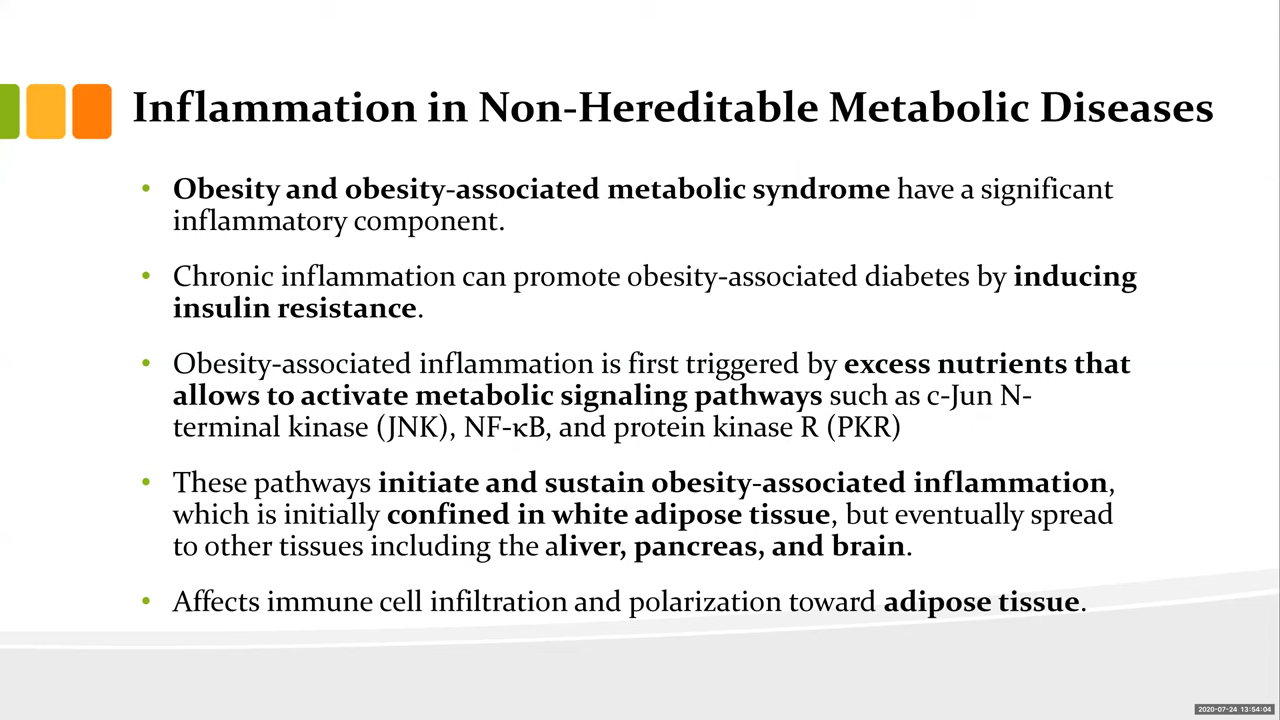 Inflammation in Non-Hereditable Metabolic Diseases
• Obesity and obesity-associated metabolic syndrome have a significant
inflammatory component.
• Chronic inflammation can promote obesity-associated diabetes by inducing
insulin resistance.
• Obesity-associated inflammation is first triggered by excess nutrients that
allows to activate metabolic signaling pathways such as c-Jun N-
terminal kinase (JNK), NF-κB, and protein kinase R (PKR)
• These pathways initiate and sustain obesity-associated inflammation,
which is initially confined in white adipose tissue, but eventually spread
to other tissues including the aliver, pancreas, and brain.
• Affects immune cell infiltration and polarization toward adipose tissue.
2020-07-24 13:54:04